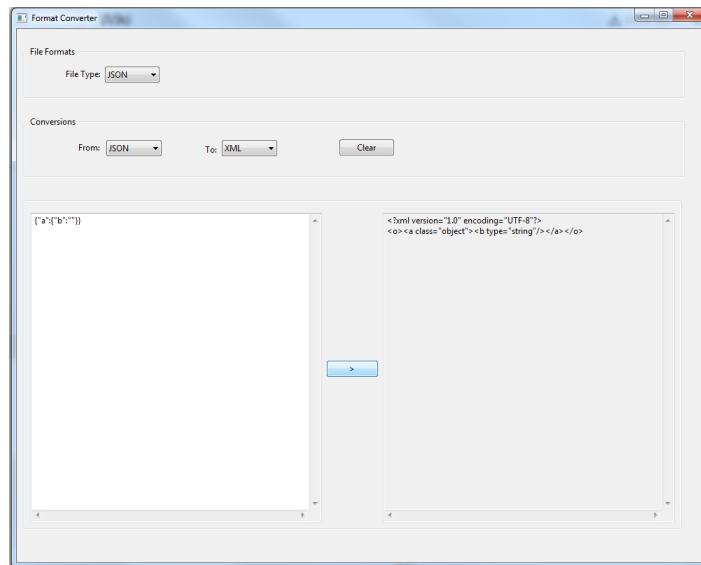 Format Converter
File Formats
File Type: JSON
Conversions
From: JSON To: XML Clear
{"a":{"b":""}}
<?xml version="1.0" encoding="UTF-8"?>
<o><a class="object"><b type="string"/></a></o>
>